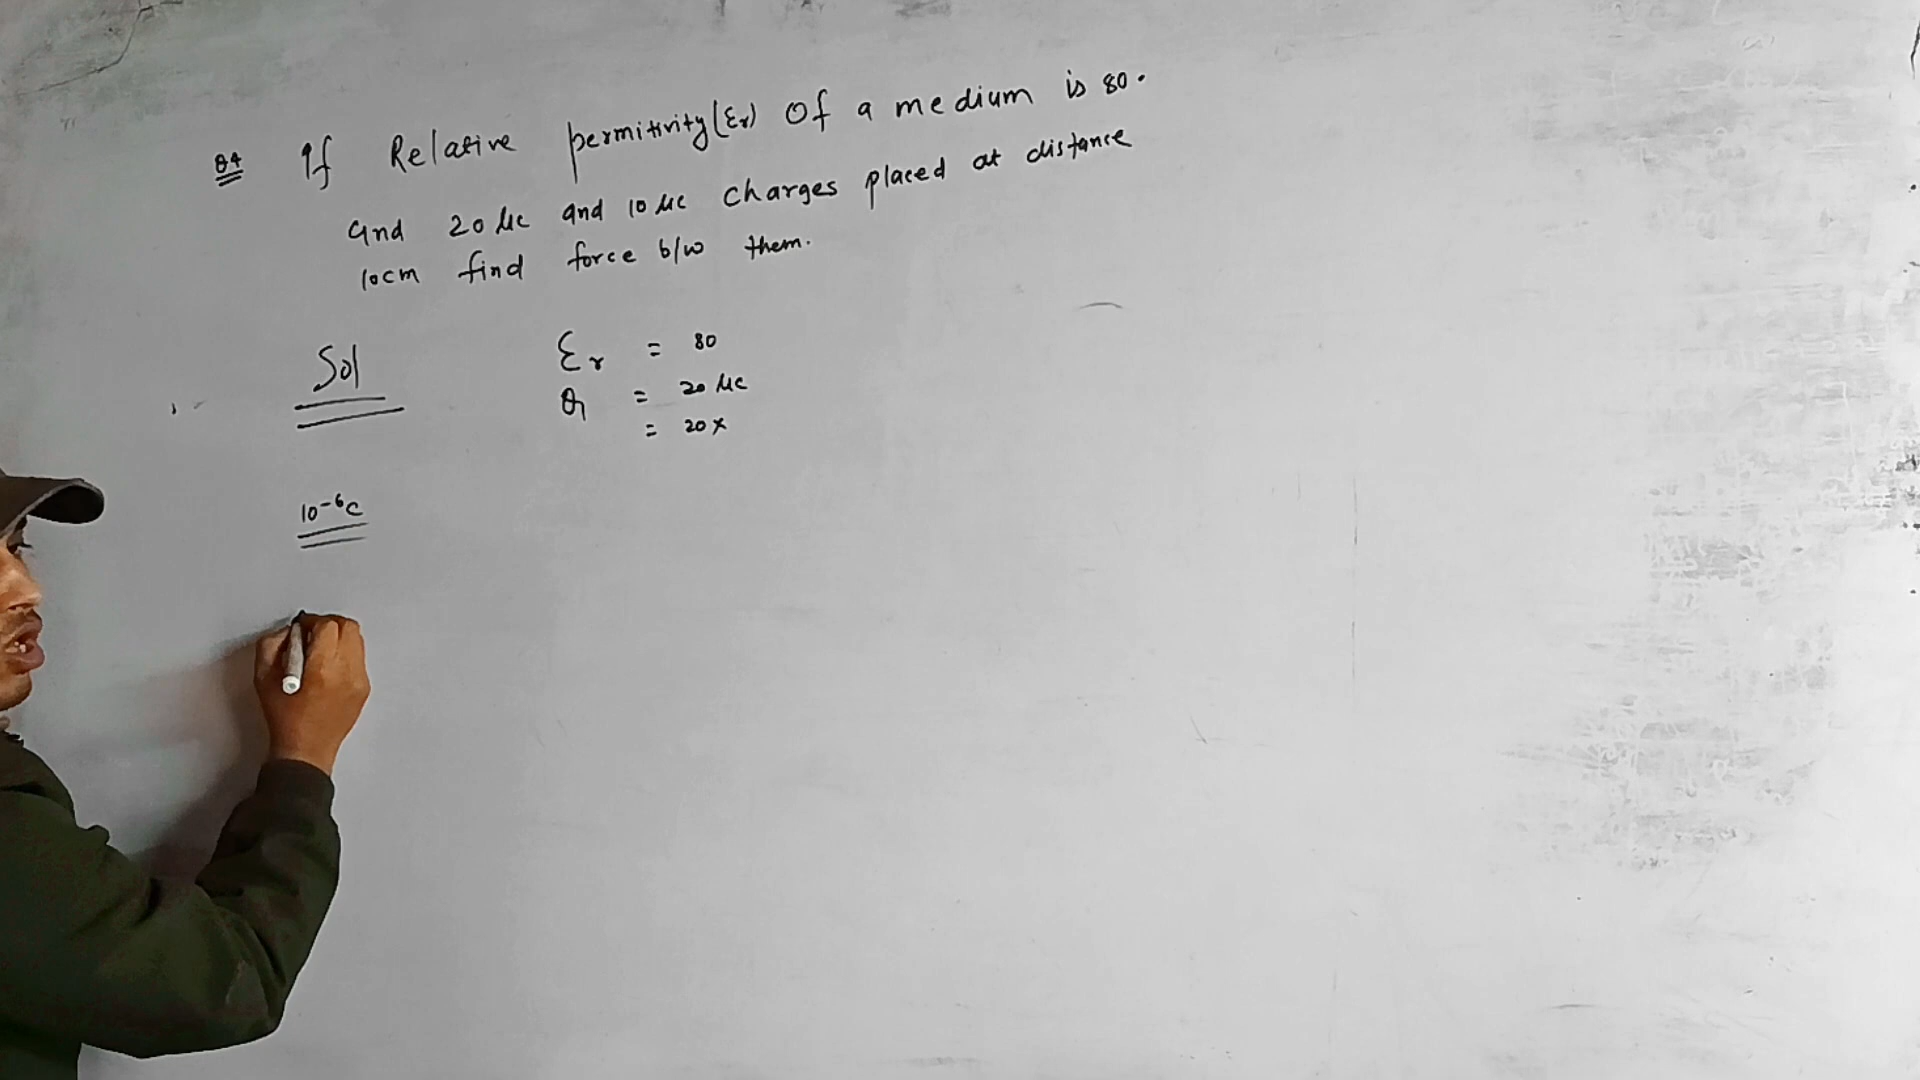 Q4 If Relative permitivity (εr) Of a medium is 80.
and 20 μc and 10 μc charges placed at distance
10cm find force b/w them.
Sol
εr = 80
Q1 = 20 μc
= 20 x
10-6c